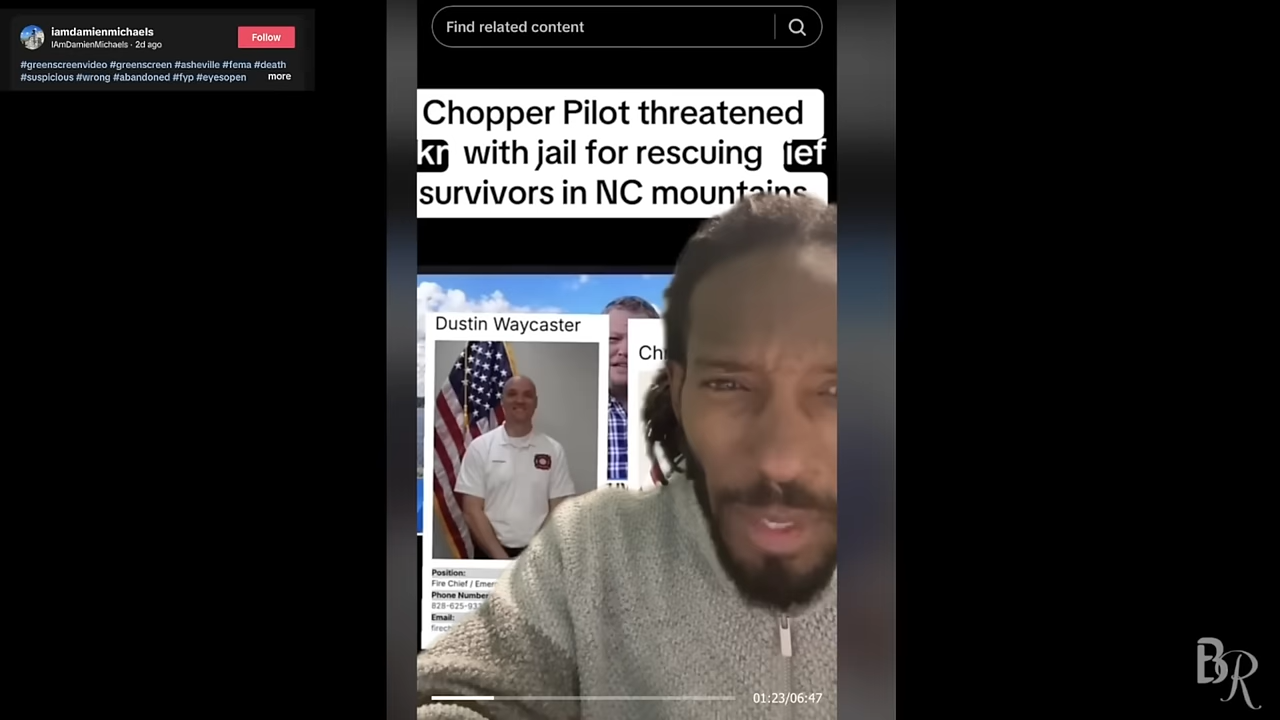 iamdamienmichaels
IAmDamienMichaels · 2d ago
Follow
#greenscreenvideo #greenscreen #asheville #fema #death
#suspicious #wrong #abandoned #fyp #eyesopen more
Find related content
Chopper Pilot threatened
with jail for rescuing
survivors in NC mountains
Dustin Waycaster
Position:
Fire Chief /
Phone Number
828-625-93
Email:
01:23/06:47
BR